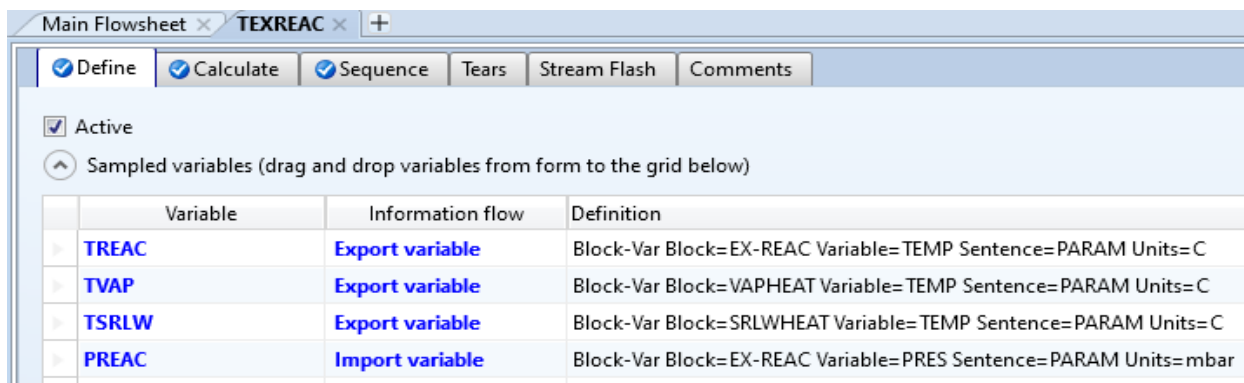 Main Flowsheet × TEXREAC × +
Define Calculate Sequence Tears Stream Flash Comments
Active
Sampled variables (drag and drop variables from form to the grid below)
Variable Information flow Definition
TREAC Export variable Block-Var Block=EX-REAC Variable=TEMP Sentence=PARAM Units=C
TVAP Export variable Block-Var Block=VAPHEAT Variable=TEMP Sentence=PARAM Units=C
TSRLW Export variable Block-Var Block=SRLWHEAT Variable=TEMP Sentence=PARAM Units=C
PREAC Import variable Block-Var Block=EX-REAC Variable=PRES Sentence=PARAM Units=mbar